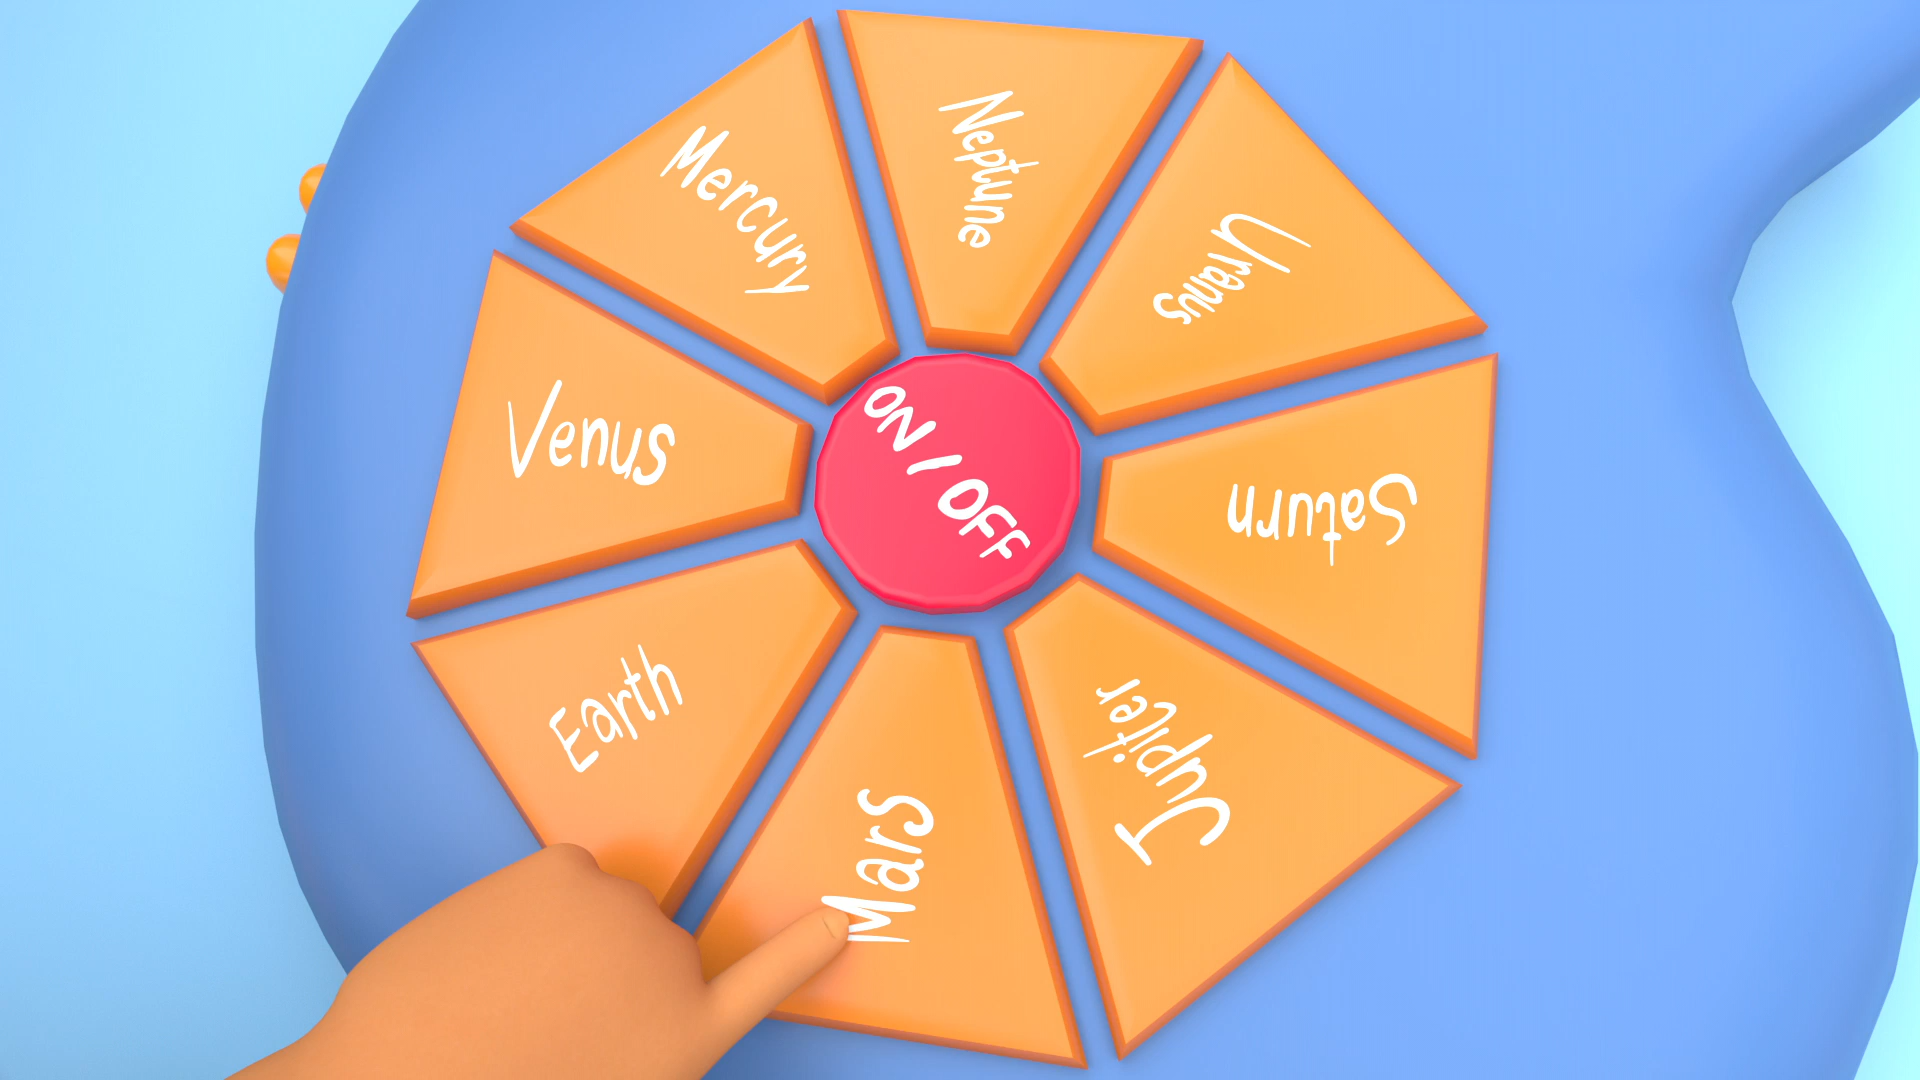 Mercury
Venus
Earth
Mars
Jupiter
Saturn
Uranus
Neptune
ON / OFF